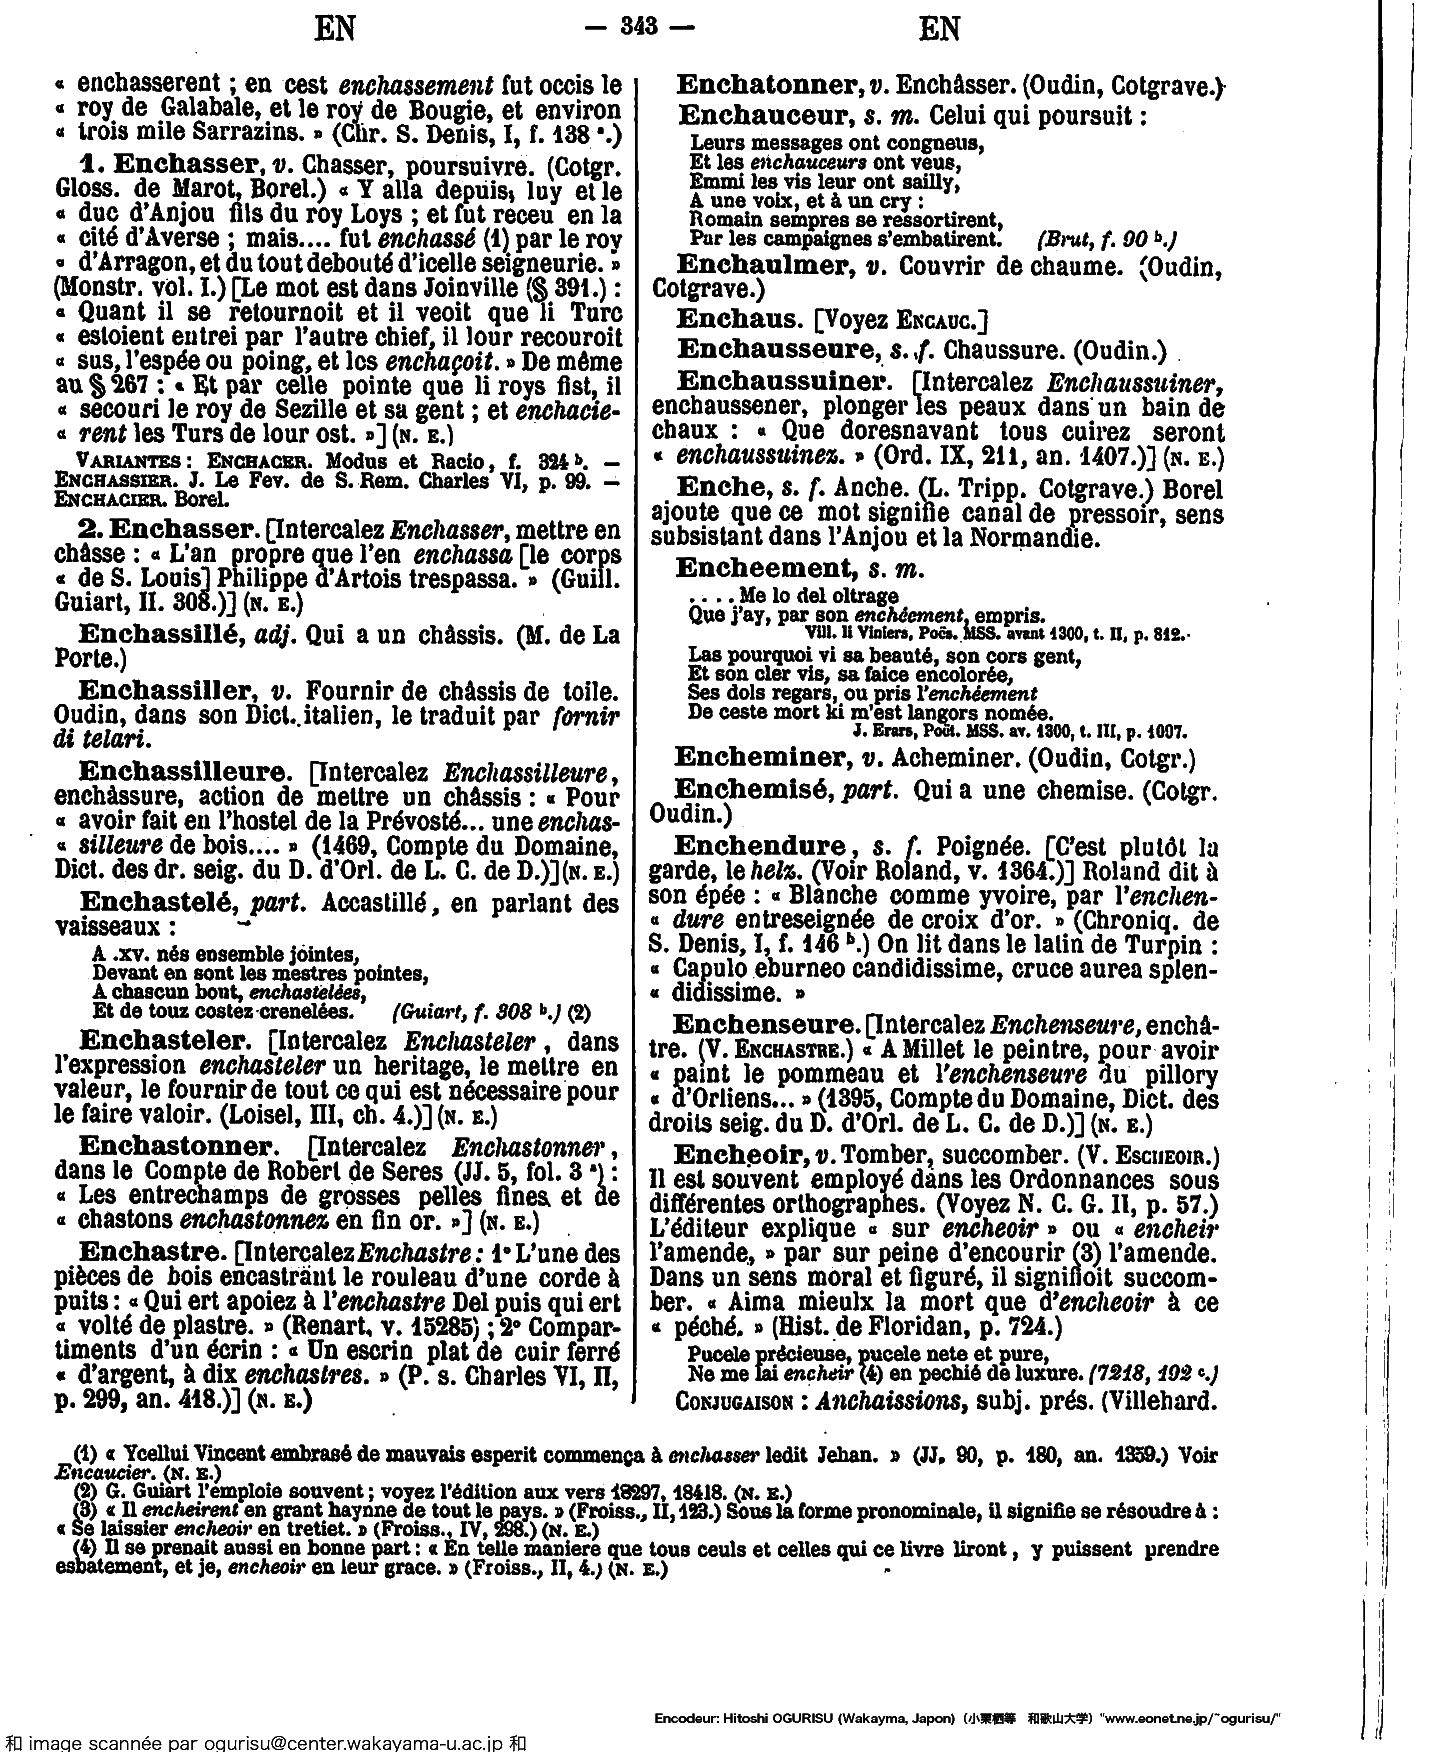 EN — 343 — EN
« enchasserent ; en cest enchassement fut occis le
« roy de Galabale, et le roy de Bougie, et environ
« trois mile Sarrazins. » (Chr. S. Denis, I, f. 138 ª.)
1. Enchasser, v. Chasser, poursuivre. (Cotgr.
Gloss. de Marot, Borel.) « Y alla depuis, luy et le
« duc d'Anjou fils du roy Loys ; et fut receu en la
« cité d'Averse ; mais.... fut enchassé (1) par le roy
« d'Arragon, et du tout debouté d'icelle seigneurie. »
(Monstr. vol. I.) [Le mot est dans Joinville (§ 391.) :
« Quant il se retournoit et il veoit que li Turc
« estoient entrei par l'autre chief, il lour recouroit
« sus, l'espée ou poing, et los enchaçoit. » De même
au § 267 : « Et par celle pointe que li roys fist, il
« secouri le roy de Sezille et sa gent ; et enchacie-
« rent les Turs de lour ost. »] (N. E.)
VARIANTES : ENCHACER. Modus et Racio, f. 324 ᵇ. —
ENCHASSIER. J. Le Fev. de S. Rem. Charles VI, p. 99. —
ENCHACIER. Borel.
2. Enchasser. [Intercalez Enchasser, mettre en
châsse : « L'an propre que l'en enchassa [le corps
« de S. Louis] Philippe d'Artois trespassa. » (Guill.
Guiart, II. 308.)] (N. E.)
Enchassillé, adj. Qui a un châssis. (M. de La
Porte.)
Enchassiller, v. Fournir de châssis de toile.
Oudin, dans son Dict. italien, le traduit par fornir
di telari.
Enchassilleure. [Intercalez Enchassilleure,
enchâssure, action de mettre un châssis : « Pour
« avoir fait en l'hostel de la Prévosté... une enchas-
« silleure de bois.... » (1469, Compte du Domaine,
Dict. des dr. seig. du D. d'Orl. de L. C. de D.)] (N. E.)
Enchastelé, part. Accastillé, en parlant des
vaisseaux :
A .XV. nés ensemble jointes,
Devant en sont les mestres pointes,
A chascun bout, enchastelées,
Et de touz costez crenelées. (Guiart, f. 308 ᵇ.) (2)
Enchasteler. [Intercalez Enchasteler, dans
l'expression enchasteler un heritage, le mettre en
valeur, le fournir de tout ce qui est nécessaire pour
le faire valoir. (Loisel, III, ch. 4.)] (N. E.)
Enchastonner. [Intercalez Enchastonner,
dans le Compte de Robert de Seres (JJ. 5, fol. 3 ª) :
« Les entrechamps de grosses pelles fines et de
« chastons enchastonnez en fin or. »] (N. E.)
Enchastre. [Intercalez Enchastre : 1° L'une des
pièces de bois encastrant le rouleau d'une corde à
puits : « Qui ert apoiez à l'enchastre Del puis qui ert
« volté de plastre. » (Renart, v. 15285) ; 2° Compar-
timents d'un écrin : « Un escrin plat de cuir ferré
« d'argent, à dix enchastres. » (P. s. Charles VI, II,
p. 299, an. 418.)] (N. E.)
Enchatonner, v. Enchâsser. (Oudin, Cotgrave.)
Enchauceur, s. m. Celui qui poursuit :
Leurs messages ont congneus,
Et les enchauceurs ont veus,
Emmi les vis leur ont sailly,
A une voix, et à un cry :
Romain sempres se ressortirent,
Par les campaignes s'embatirent. (Brut, f. 90 ᵇ.)
Enchaulmer, v. Couvrir de chaume. (Oudin,
Cotgrave.)
Enchaus. [Voyez ENCAUC.]
Enchausseure, s. f. Chaussure. (Oudin.)
Enchaussuiner. [Intercalez Enchaussuiner,
enchaussener, plonger les peaux dans un bain de
chaux : « Que doresnavant tous cuirez seront
« enchaussuinez. » (Ord. IX, 211, an. 1407.)] (N. E.)
Enche, s. f. Anche. (L. Tripp. Cotgrave.) Borel
ajoute que ce mot signifie canal de pressoir, sens
subsistant dans l'Anjou et la Normandie.
Encheement, s. m.
. . . . Me lo del oltrage
Que j'ay, par son enchéement, empris.
Vill. li Viniers, Poës. MSS. avant 1300, t. II, p. 812.
Las pourquoi vi sa beauté, son cors gent,
Et son cler vis, sa faice encolorée,
Ses dols regars, ou pris l'enchéement
De ceste mort ki m'est langors nomée.
J. Erars, Poët. MSS. av. 1300, t. III, p. 1007.
Encheminer, v. Acheminer. (Oudin, Cotgr.)
Enchemisé, part. Qui a une chemise. (Cotgr.
Oudin.)
Enchendure, s. f. Poignée. [C'est plutôt la
garde, le helz. (Voir Roland, v. 1364.)] Roland dit à
son épée : « Blanche comme yvoire, par l'enchen-
« dure entreseignée de croix d'or. » (Chroniq. de
S. Denis, I, f. 146 ᵇ.) On lit dans le latin de Turpin :
« Capulo eburneo candidissime, cruce aurea splen-
« didissime. »
Enchenseure. [Intercalez Enchenseure, enchâ-
tre. (V. ENCHASTRE.) « A Millet le peintre, pour avoir
« paint le pommeau et l'enchenseure du pillory
« d'Orliens... » (1395, Compte du Domaine, Dict. des
droits seig. du D. d'Orl. de L. C. de D.)] (N. E.)
Encheoir, v. Tomber, succomber. (V. ESCHEOIR.)
Il est souvent employé dans les Ordonnances sous
différentes orthographes. (Voyez N. C. G. II, p. 57.)
L'éditeur explique « sur encheoir » ou « encheir
l'amende, » par sur peine d'encourir (3) l'amende.
Dans un sens moral et figuré, il signifioit succom-
ber. « Aima mieulx la mort que d'encheoir à ce
« péché. » (Hist. de Floridan, p. 724.)
Pucele précieuse, pucele nete et pure,
Ne me lai encheir (4) en pechié de luxure. (7218, 192 ᶜ.)
CONJUGAISON : Anchaissions, subj. prés. (Villehard.
(1) « Ycellui Vincent embrasé de mauvais esperit commença à enchasser ledit Jehan. » (JJ. 90, p. 180, an. 1359.) Voir
Encaucier. (N. E.)
(2) G. Guiart l'emploie souvent ; voyez l'édition aux vers 18297, 18418. (N. E.)
(3) « Il encheirent en grant haynne de tout le pays. » (Froiss., II, 123.) Sous la forme pronominale, il signifie se résoudre à :
« Se laissier encheoir en tretiet. » (Froiss., IV, 298.) (N. E.)
(4) Il se prenait aussi en bonne part : « En telle maniere que tous ceuls et celles qui ce livre liront, y puissent prendre
esbatement, et je, encheoir en leur grace. » (Froiss., II, 4.) (N. E.)
Encodeur: Hitoshi OGURISU (Wakayma, Japon) (小栗栖等 和歌山大学) "www.eonet.ne.jp/~ogurisu/"
和 image scannée par ogurisu@center.wakayama-u.ac.jp 和